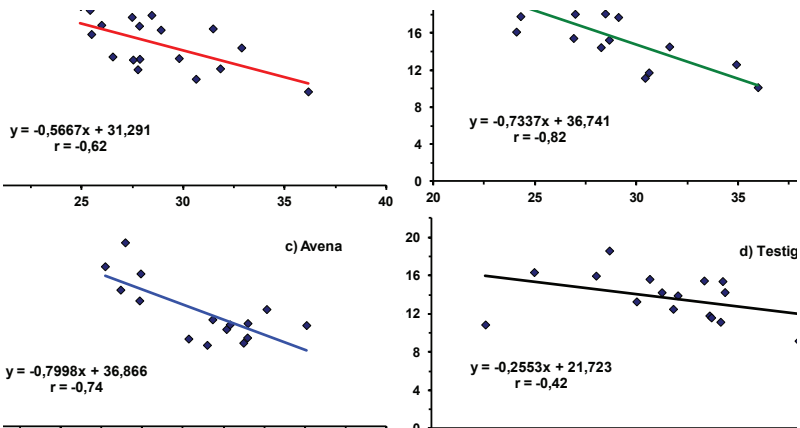 y = -0,5667x + 31,291
r = -0,62
25 30 35 40
16
12
8
4
0
y = -0,7337x + 36,741
r = -0,82
20 25 30 35
c) Avena
y = -0,7998x + 36,866
r = -0,74
20
16
12
8
4
0
d) Testig
y = -0,2553x + 21,723
r = -0,42